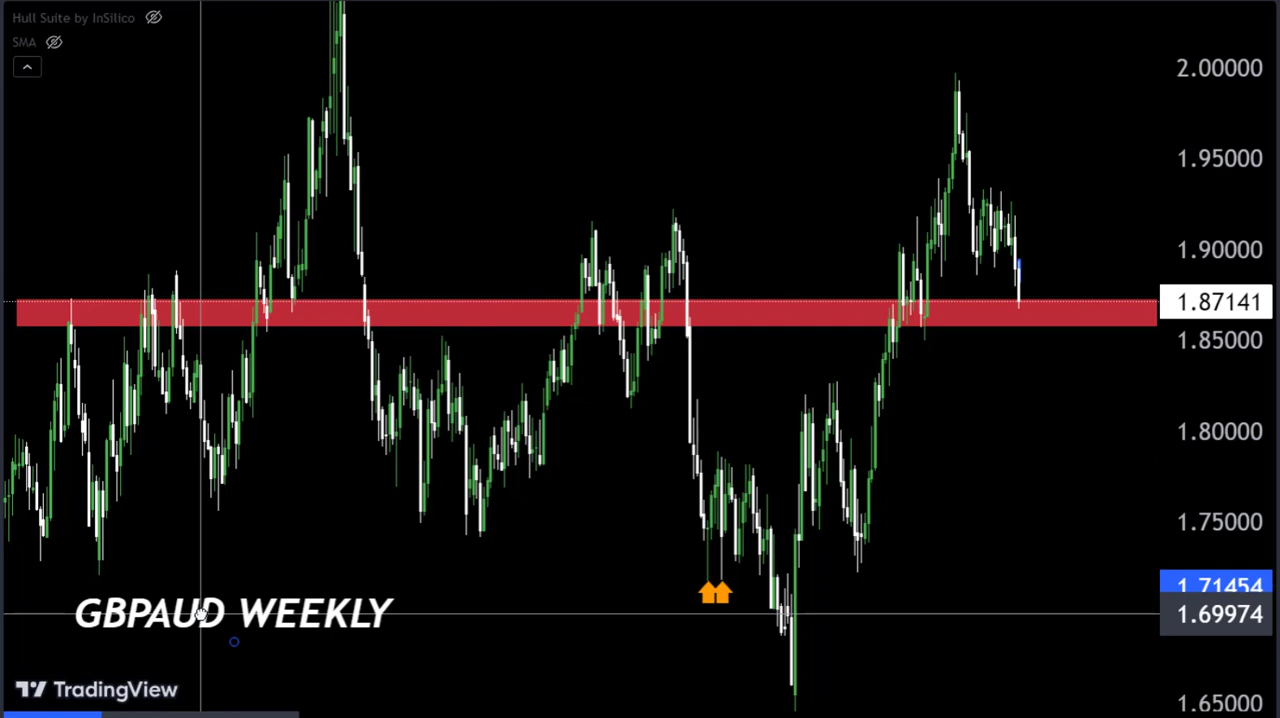 Hull Suite by InSilico
SMA
2.00000
1.95000
1.90000
1.87141
1.85000
1.80000
1.75000
1.71454
1.69974
1.65000
GBPAUD WEEKLY
TradingView